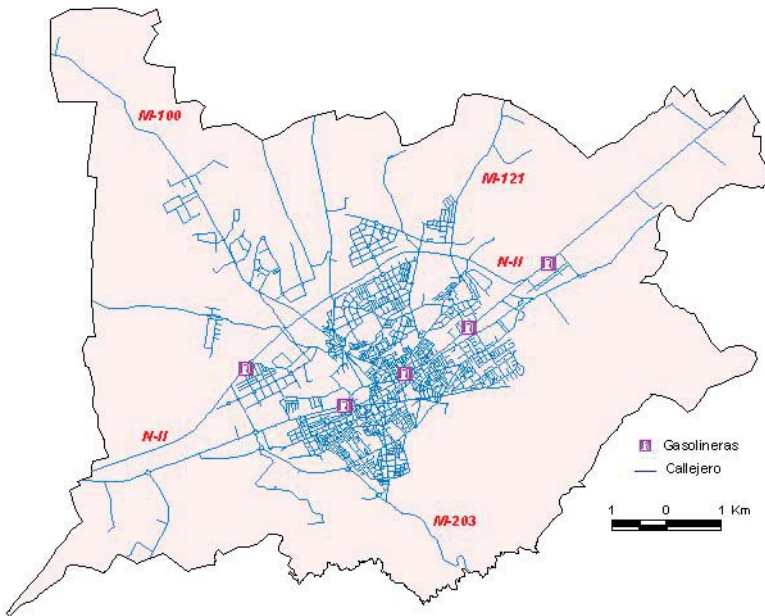 M-100
M-121
N-II
N-II
M-203
Gasolineras
Callejero
1 0 1 Km